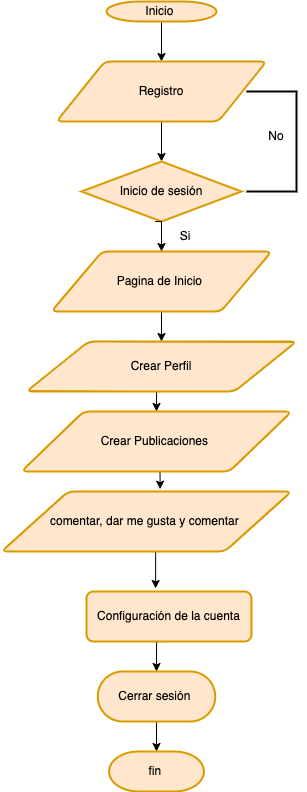 Inicio
Registro
No
Inicio de sesión
Si
Pagina de Inicio
Crear Perfil
Crear Publicaciones
comentar, dar me gusta y comentar
Configuración de la cuenta
Cerrar sesión
fin